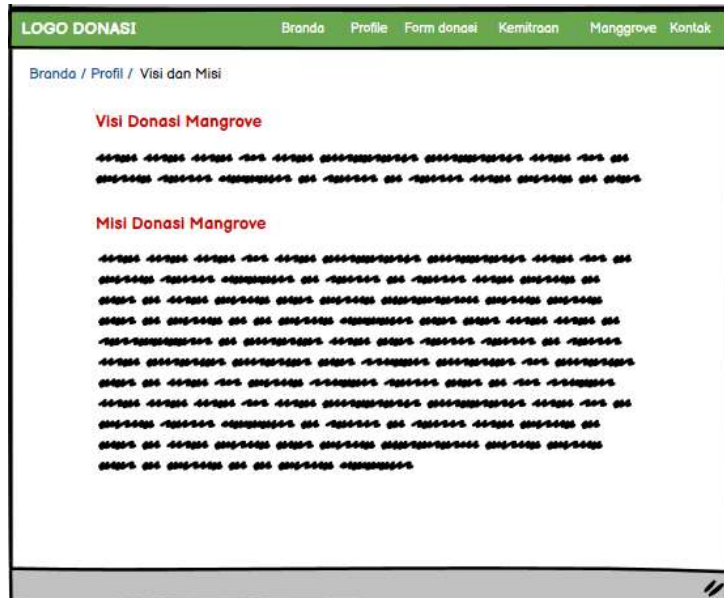 LOGO DONASI Branda Profile Form donasi Kemitraan Manggrove Kontak
Branda / Profil / Visi dan Misi
Visi Donasi Mangrove
Misi Donasi Mangrove